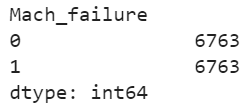 Mach_failure
0 6763
1 6763
dtype: int64